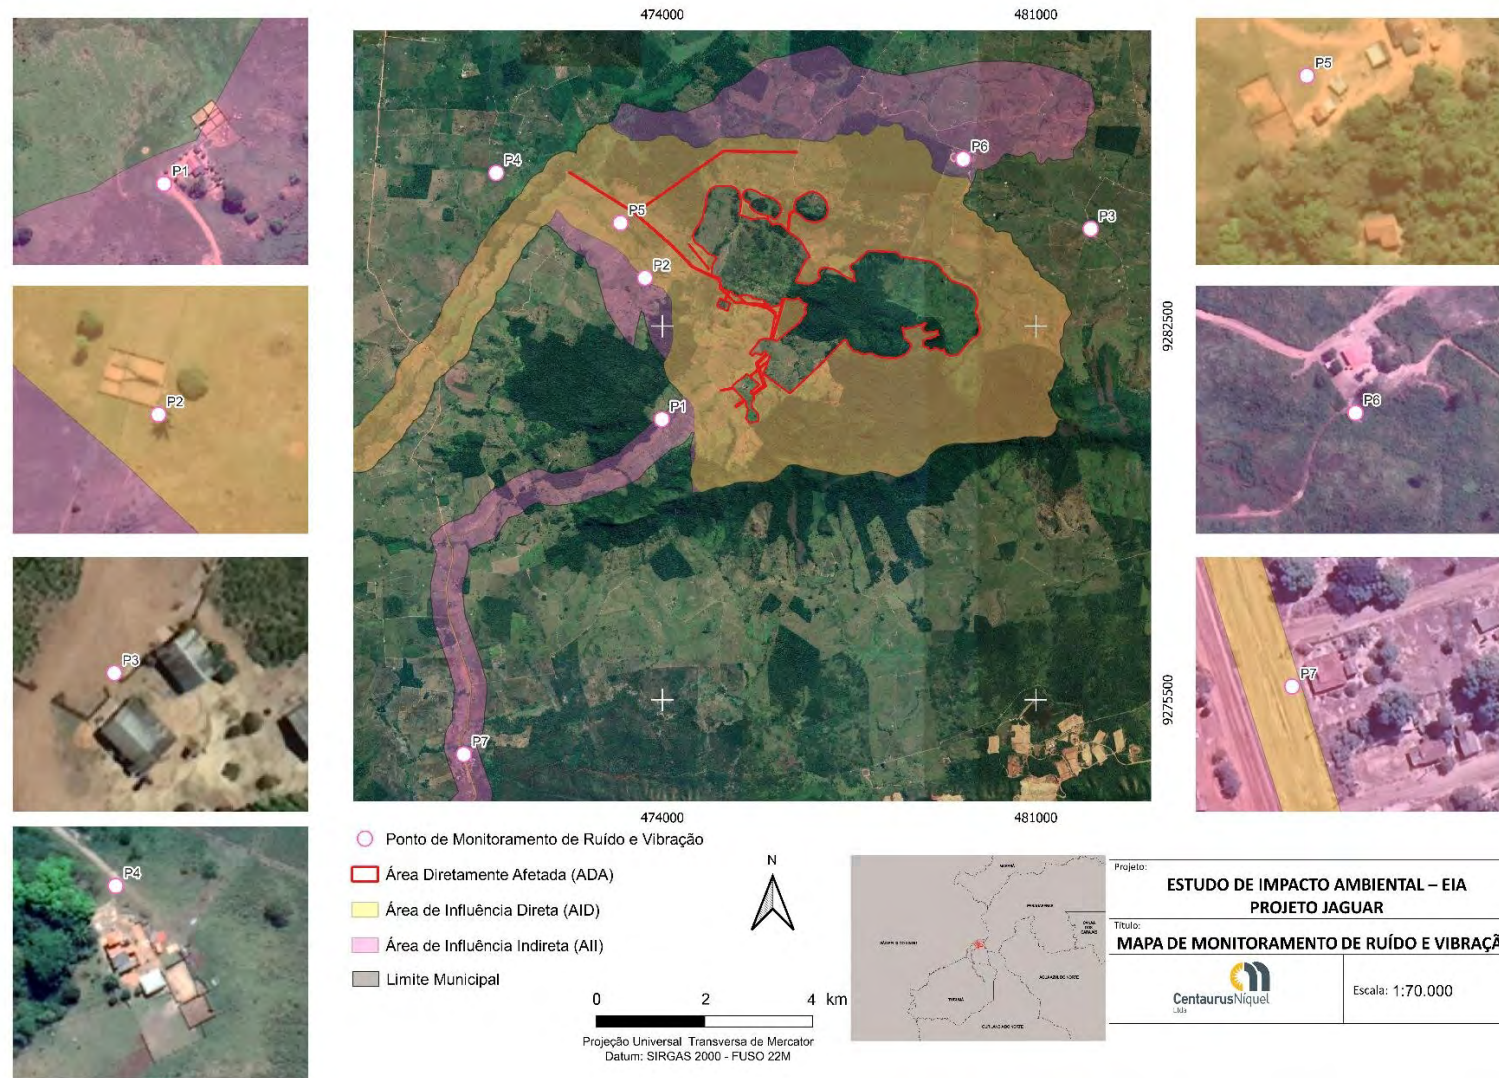 474000
481000
P1
P2
P3
P4
P4
P5
P2
P1
P7
P6
P3
9282500
9275500
474000
481000
P5
P6
P7
Ponto de Monitoramento de Ruído e Vibração
Área Diretamente Afetada (ADA)
Área de Influência Direta (AID)
Área de Influência Indireta (AII)
Limite Municipal
N
0 2 4 km
Projeção Universal Transversa de Mercator
Datum: SIRGAS 2000 - FUSO 22M
Projeto:
ESTUDO DE IMPACTO AMBIENTAL – EIA
PROJETO JAGUAR
Título:
MAPA DE MONITORAMENTO DE RUÍDO E VIBRAÇÃ
CentaurusNíquel
Ltda
Escala: 1:70.000